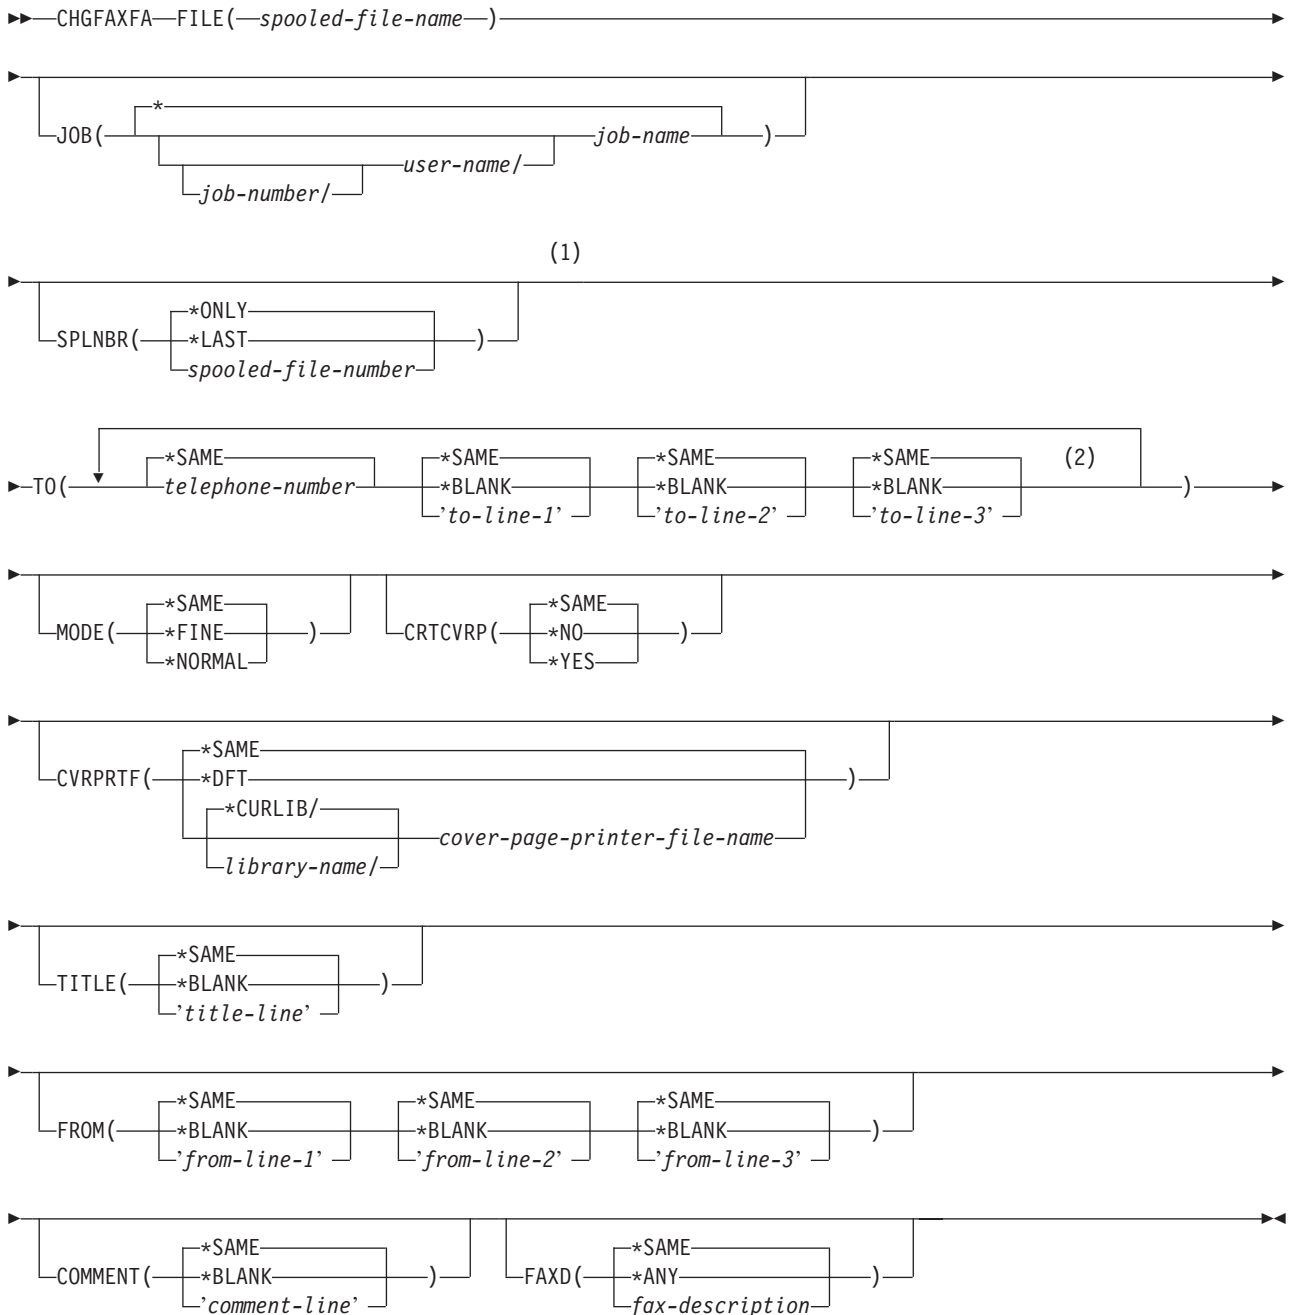 CHGFAXFA FILE( spooled-file-name )
*
JOB( job-name )
user-name/
job-number/
(1)
*ONLY
SPLNBR( *LAST )
spooled-file-number
*SAME *SAME *SAME *SAME (2)
TO( telephone-number *BLANK *BLANK *BLANK )
'to-line-1' 'to-line-2' 'to-line-3'
*SAME *SAME
MODE( *FINE ) CRTCVRP( *NO )
*NORMAL *YES
*SAME
CVRPRTF( *DFT )
*CURLIB/
cover-page-printer-file-name
library-name/
*SAME
TITLE( *BLANK )
'title-line'
*SAME *SAME *SAME
FROM( *BLANK *BLANK *BLANK )
'from-line-1' 'from-line-2' 'from-line-3'
*SAME *SAME
COMMENT( *BLANK ) FAXD( *ANY )
'comment-line' fax-description